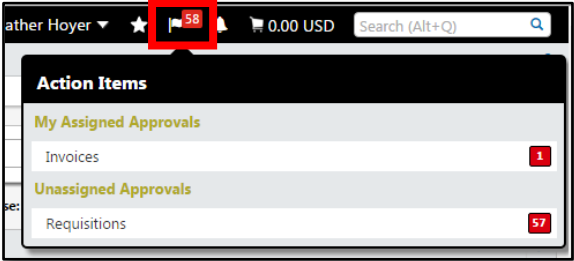 ather Hoyer 58 0.00 USD Search (Alt+Q)
Action Items
My Assigned Approvals
Invoices 1
Unassigned Approvals
se:
Requisitions 57